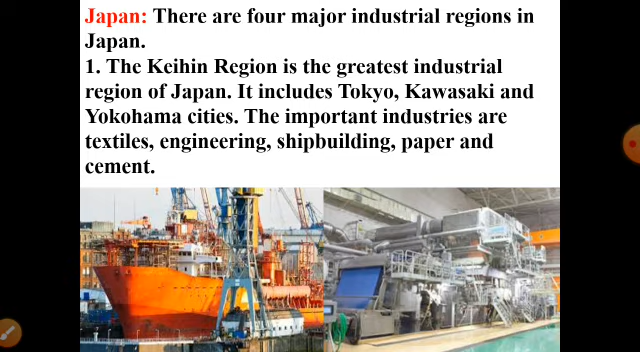 Japan: There are four major industrial regions in
Japan.
1. The Keihin Region is the greatest industrial
region of Japan. It includes Tokyo, Kawasaki and
Yokohama cities. The important industries are
textiles, engineering, shipbuilding, paper and
cement.